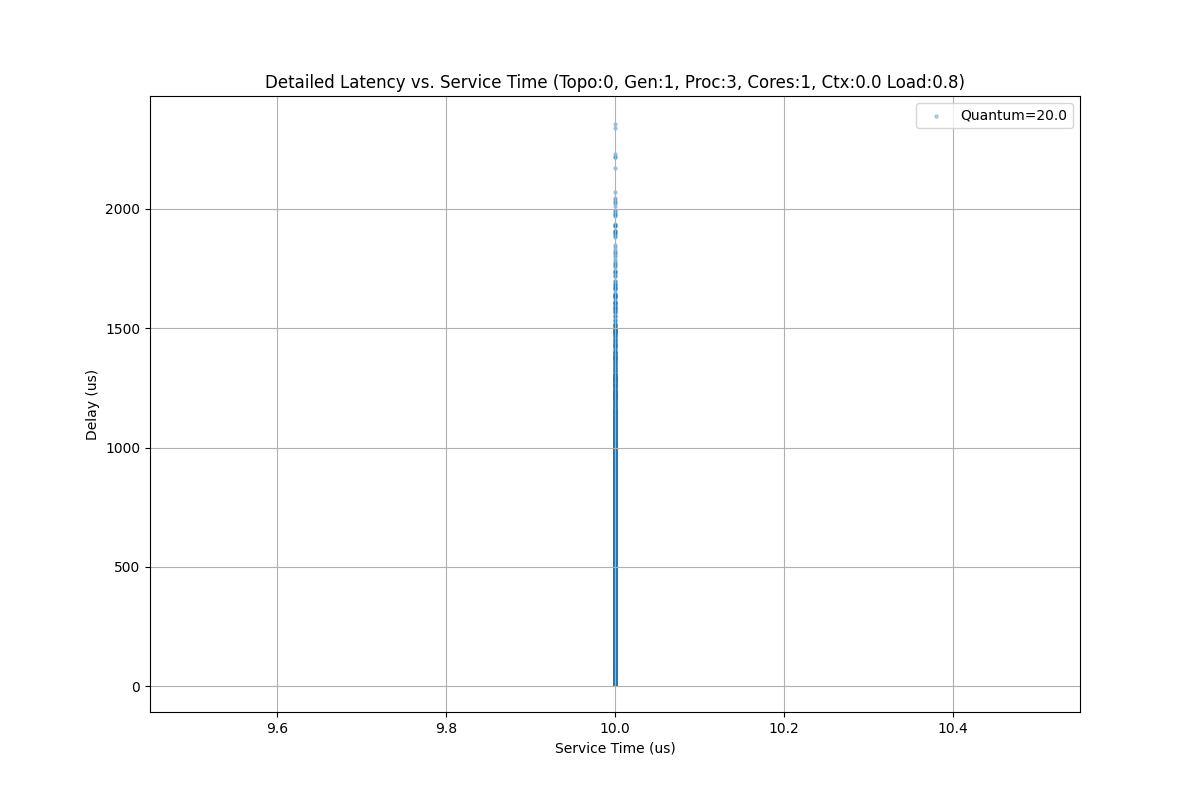 Detailed Latency vs. Service Time (Topo:0, Gen:1, Proc:3, Cores:1, Ctx:0.0 Load:0.8)
Quantum=20.0
2000
1500
1000
500
0
Delay (us)
9.6
9.8
10.0
10.2
10.4
Service Time (us)